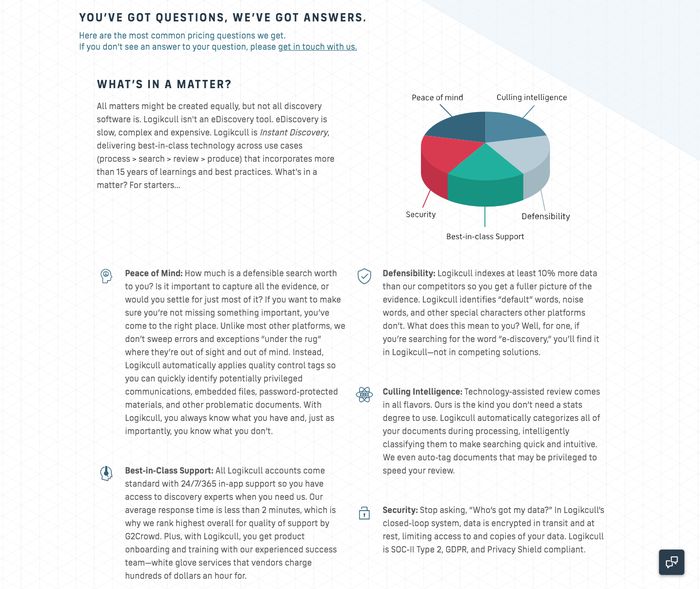 YOU'VE GOT QUESTIONS, WE'VE GOT ANSWERS.
Here are the most common pricing questions we get.
If you don't see an answer to your question, please get in touch with us.
WHAT'S IN A MATTER?
All matters might be created equally, but not all discovery
software is. Logikcull isn't an eDiscovery tool. eDiscovery is
slow, complex and expensive. Logikcull is Instant Discovery,
delivering best-in-class technology across use cases
(process > search > review > produce) that incorporates more
than 15 years of learnings and best practices. What's in a
matter? For starters...
Peace of mind
Culling intelligence
Security
Defensibility
Best-in-class Support
Peace of Mind: How much is a defensible search worth
to you? Is it important to capture all the evidence, or
would you settle for just most of it? If you want to make
sure you're not missing something important, you've
come to the right place. Unlike most other platforms, we
don't sweep errors and exceptions "under the rug"
where they're out of sight and out of mind. Instead,
Logikcull automatically applies quality control tags so
you can quickly identify potentially privileged
communications, embedded files, password-protected
materials, and other problematic documents. With
Logikcull, you always know what you have and, just as
importantly, you know what you don't.
Best-in-Class Support: All Logikcull accounts come
standard with 24/7/365 in-app support so you have
access to discovery experts when you need us. Our
average response time is less than 2 minutes, which is
why we rank highest overall for quality of support by
G2Crowd. Plus, with Logikcull, you get product
onboarding and training with our experienced success
team—white glove services that vendors charge
hundreds of dollars an hour for.
Defensibility: Logikcull indexes at least 10% more data
than our competitors so you get a fuller picture of the
evidence. Logikcull identifies "default" words, noise
words, and other special characters other platforms
don't. What does this mean to you? Well, for one, if
you're searching for the word "e-discovery," you'll find it
in Logikcull—not in competing solutions.
Culling Intelligence: Technology-assisted review comes
in all flavors. Ours is the kind you don't need a stats
degree to use. Logikcull automatically categorizes all of
your documents during processing, intelligently
classifying them to make searching quick and intuitive.
We even auto-tag documents that may be privileged to
speed your review.
Security: Stop asking, "Who's got my data?" In Logikcull's
closed-loop system, data is encrypted in transit and at
rest, limiting access to and copies of your data. Logikcull
is SOC-II Type 2, GDPR, and Privacy Shield compliant.